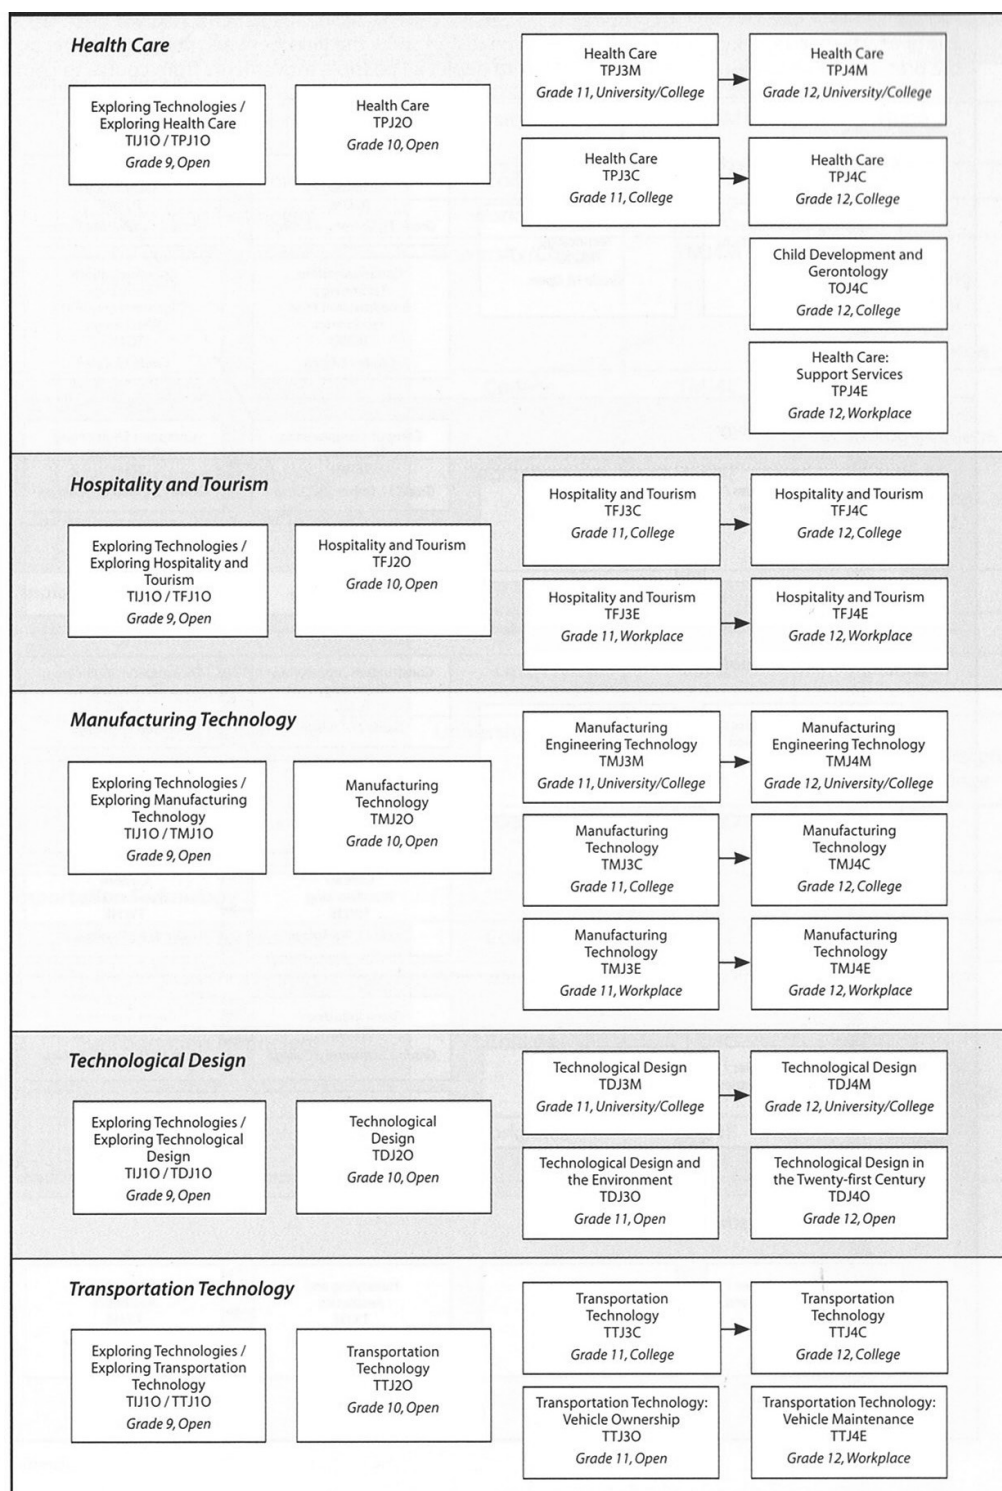 Health Care
Exploring Technologies /
Exploring Health Care
TIJ1O / TPJ1O
Grade 9, Open
Health Care
TPJ2O
Grade 10, Open
Health Care
TPJ3M
Grade 11, University/College
Health Care
TPJ4M
Grade 12, University/College
Health Care
TPJ3C
Grade 11, College
Health Care
TPJ4C
Grade 12, College
Child Development and
Gerontology
TOJ4C
Grade 12, College
Health Care:
Support Services
TPJ4E
Grade 12, Workplace
Hospitality and Tourism
Exploring Technologies /
Exploring Hospitality and
Tourism
TIJ1O / TFJ1O
Grade 9, Open
Hospitality and Tourism
TFJ2O
Grade 10, Open
Hospitality and Tourism
TFJ3C
Grade 11, College
Hospitality and Tourism
TFJ4C
Grade 12, College
Hospitality and Tourism
TFJ3E
Grade 11, Workplace
Hospitality and Tourism
TFJ4E
Grade 12, Workplace
Manufacturing Technology
Exploring Technologies /
Exploring Manufacturing
Technology
TIJ1O / TMJ1O
Grade 9, Open
Manufacturing
Technology
TMJ2O
Grade 10, Open
Manufacturing
Engineering Technology
TMJ3M
Grade 11, University/College
Manufacturing
Engineering Technology
TMJ4M
Grade 12, University/College
Manufacturing
Technology
TMJ3C
Grade 11, College
Manufacturing
Technology
TMJ4C
Grade 12, College
Manufacturing
Technology
TMJ3E
Grade 11, Workplace
Manufacturing
Technology
TMJ4E
Grade 12, Workplace
Technological Design
Exploring Technologies /
Exploring Technological
Design
TIJ1O / TDJ1O
Grade 9, Open
Technological
Design
TDJ2O
Grade 10, Open
Technological Design
TDJ3M
Grade 11, University/College
Technological Design
TDJ4M
Grade 12, University/College
Technological Design and
the Environment
TDJ3O
Grade 11, Open
Technological Design in
the Twenty-first Century
TDJ4O
Grade 12, Open
Transportation Technology
Exploring Technologies /
Exploring Transportation
Technology
TIJ1O / TTJ1O
Grade 9, Open
Transportation
Technology
TTJ2O
Grade 10, Open
Transportation
Technology
TTJ3C
Grade 11, College
Transportation
Technology
TTJ4C
Grade 12, College
Transportation Technology:
Vehicle Ownership
TTJ3O
Grade 11, Open
Transportation Technology:
Vehicle Maintenance
TTJ4E
Grade 12, Workplace